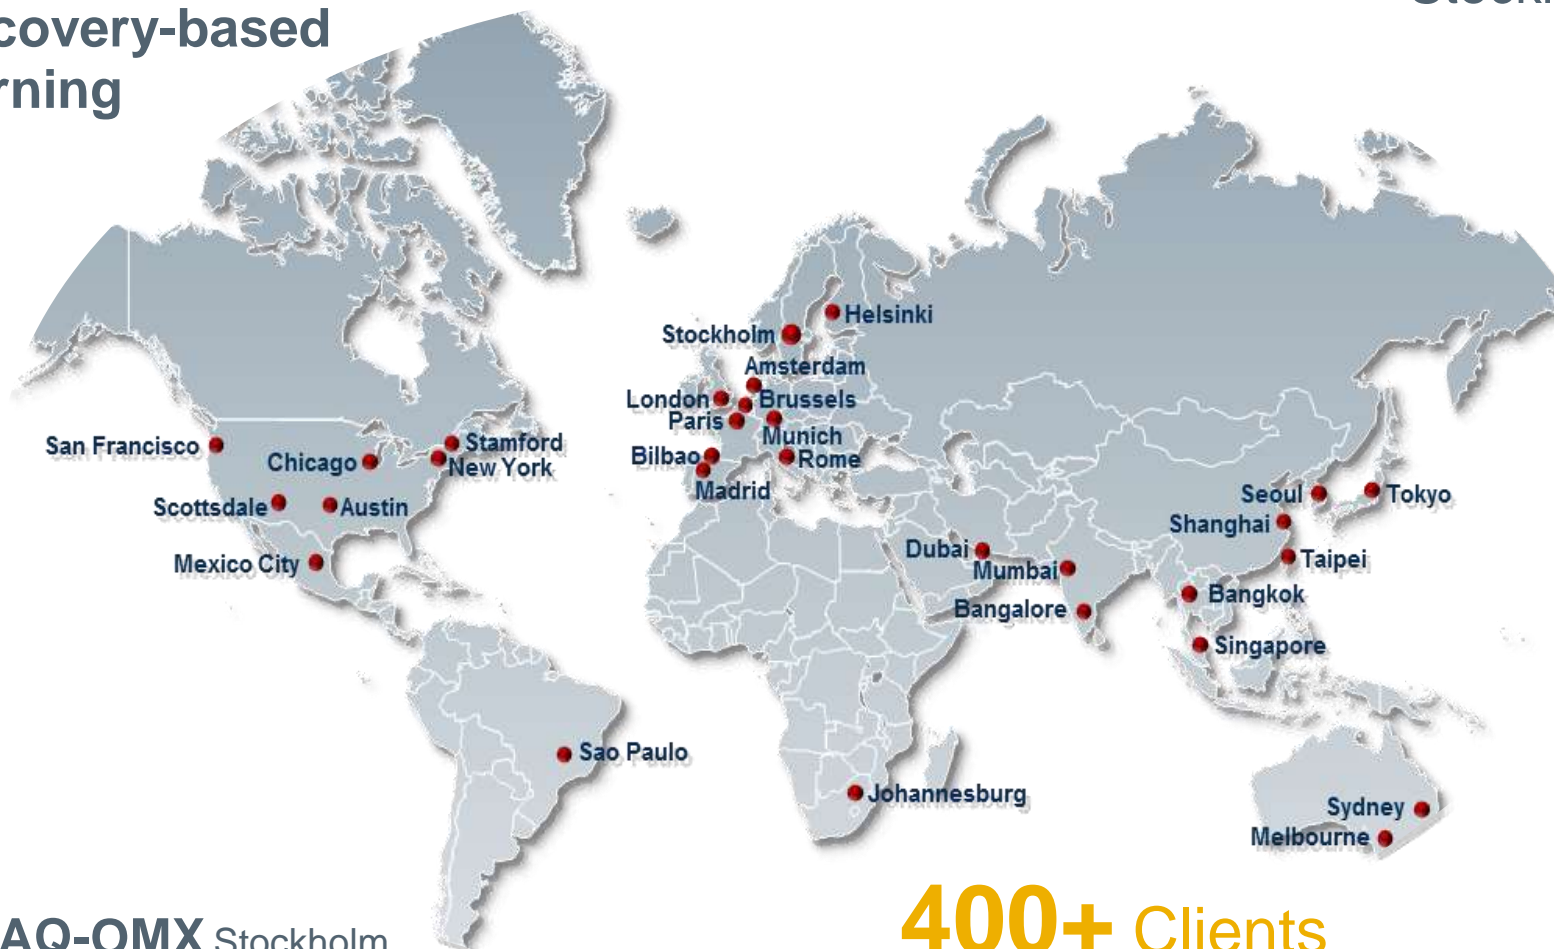 covery-based
rning
Helsinki
Stockholm
Amsterdam
London
Brussels
Paris
Munich
Bilbao
Rome
Madrid
San Francisco
Stamford
Chicago
New York
Scottsdale
Austin
Mexico City
Seoul
Tokyo
Shanghai
Dubai
Taipei
Mumbai
Bangkok
Bangalore
Singapore
Sao Paulo
Johannesburg
Sydney
Melbourne
400+ Clients
AQ-OMX Stockholm